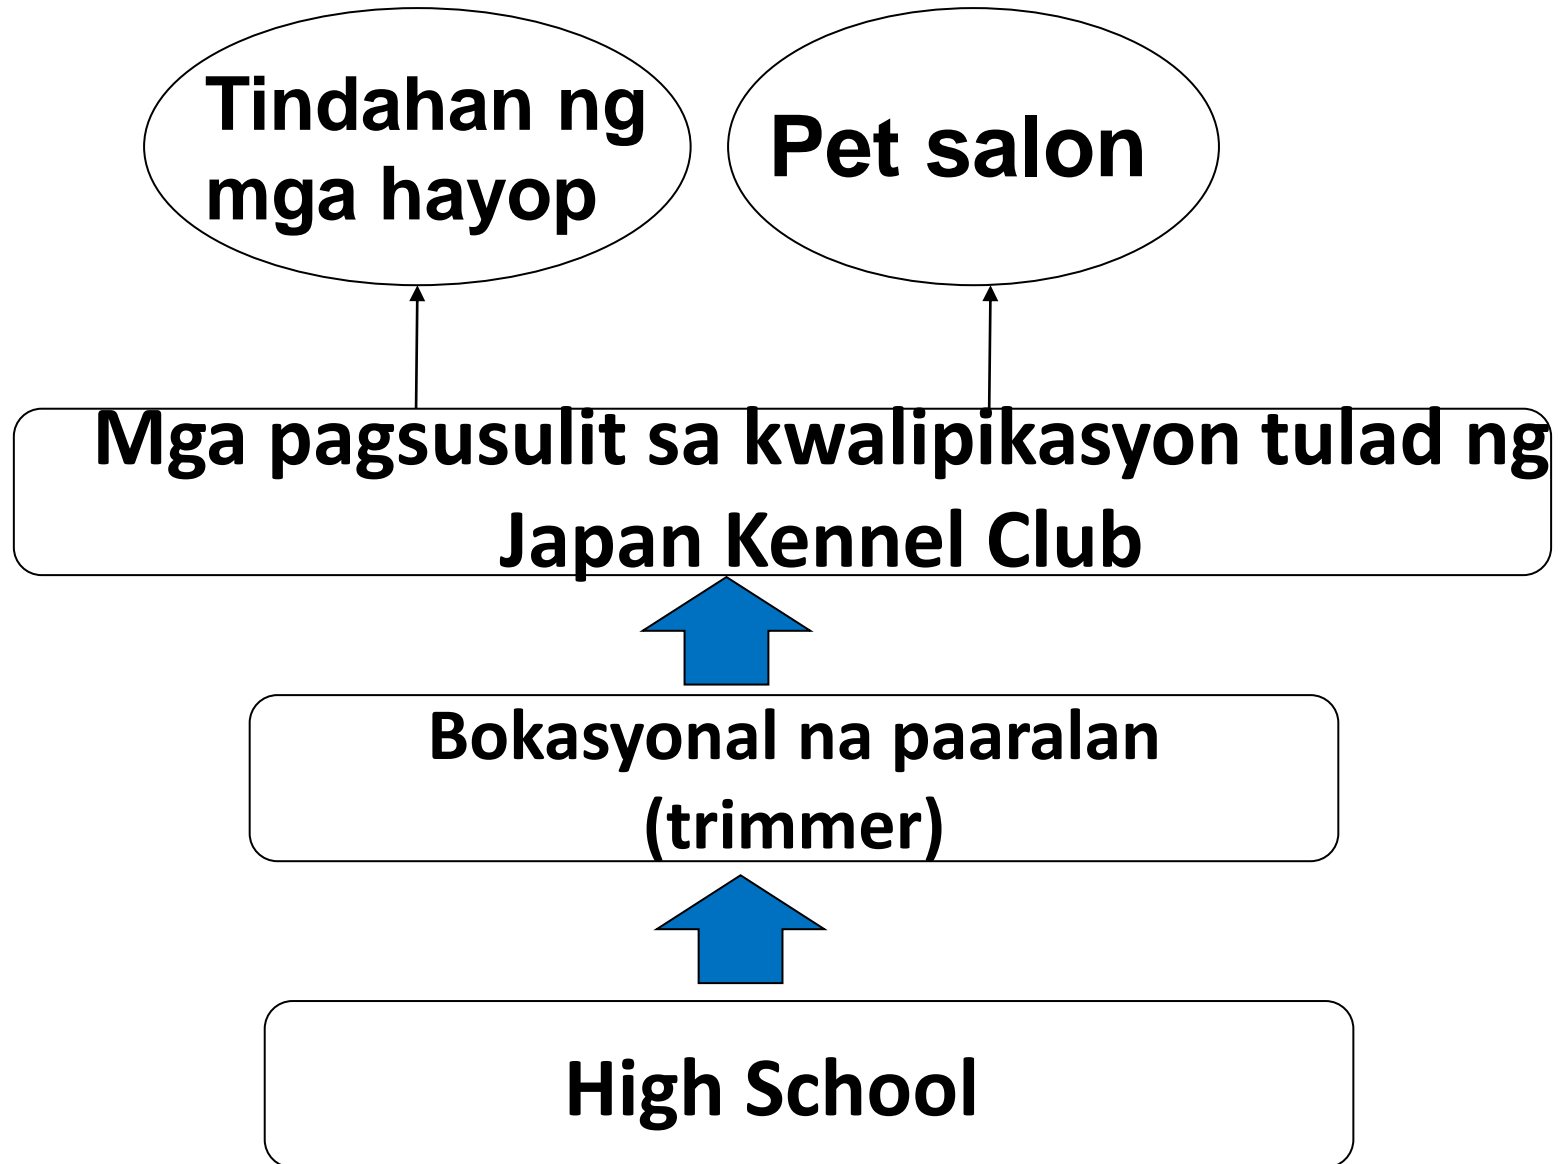 Tindahan ng
mga hayop
Pet salon
Mga pagsusulit sa kwalipikasyon tulad ng
Japan Kennel Club
Bokasyonal na paaralan
(trimmer)
High School